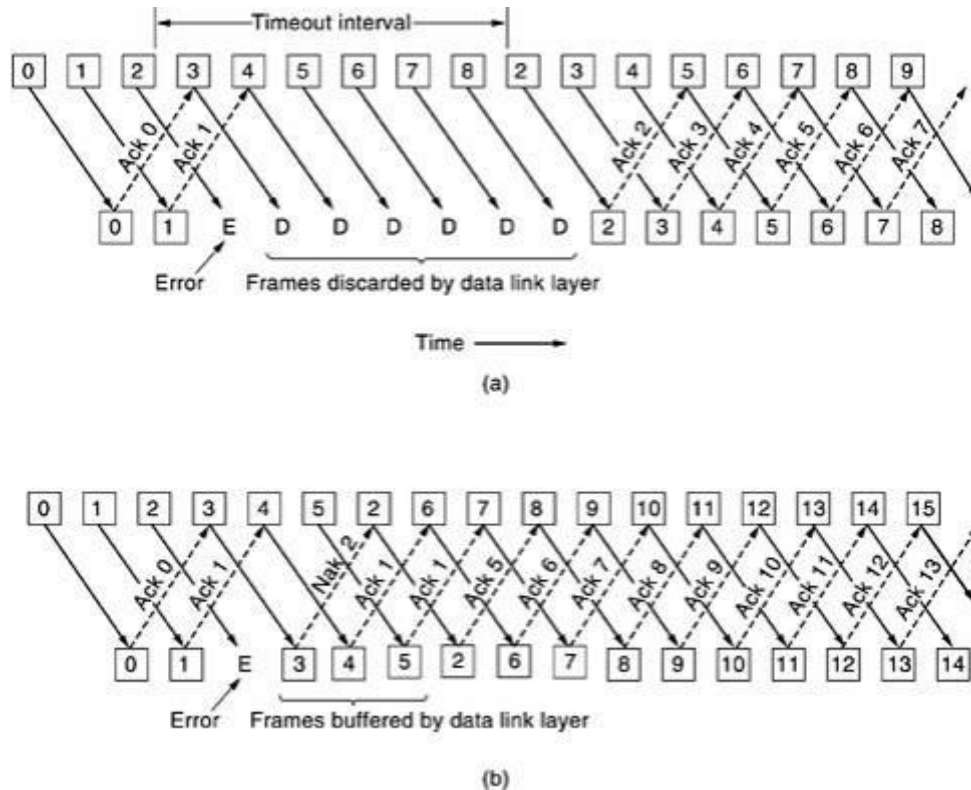 Timeout interval
0 1 2 3 4 5 6 7 8 2 3 4 5 6 7 8 9
Ack 0 Ack 1 Ack 2 Ack 3 Ack 4 Ack 5 Ack 6 Ack 7
0 1 E D D D D D D 2 3 4 5 6 7 8
Error Frames discarded by data link layer
Time
(a)
0 1 2 3 4 5 2 6 7 8 9 10 11 12 13 14 15
Ack 0 Ack 1 Nak 2 Ack 1 Ack 1 Ack 5 Ack 6 Ack 7 Ack 8 Ack 9 Ack 10 Ack 11 Ack 12 Ack 13
0 1 E 3 4 5 2 6 7 8 9 10 11 12 13 14
Error Frames buffered by data link layer
(b)